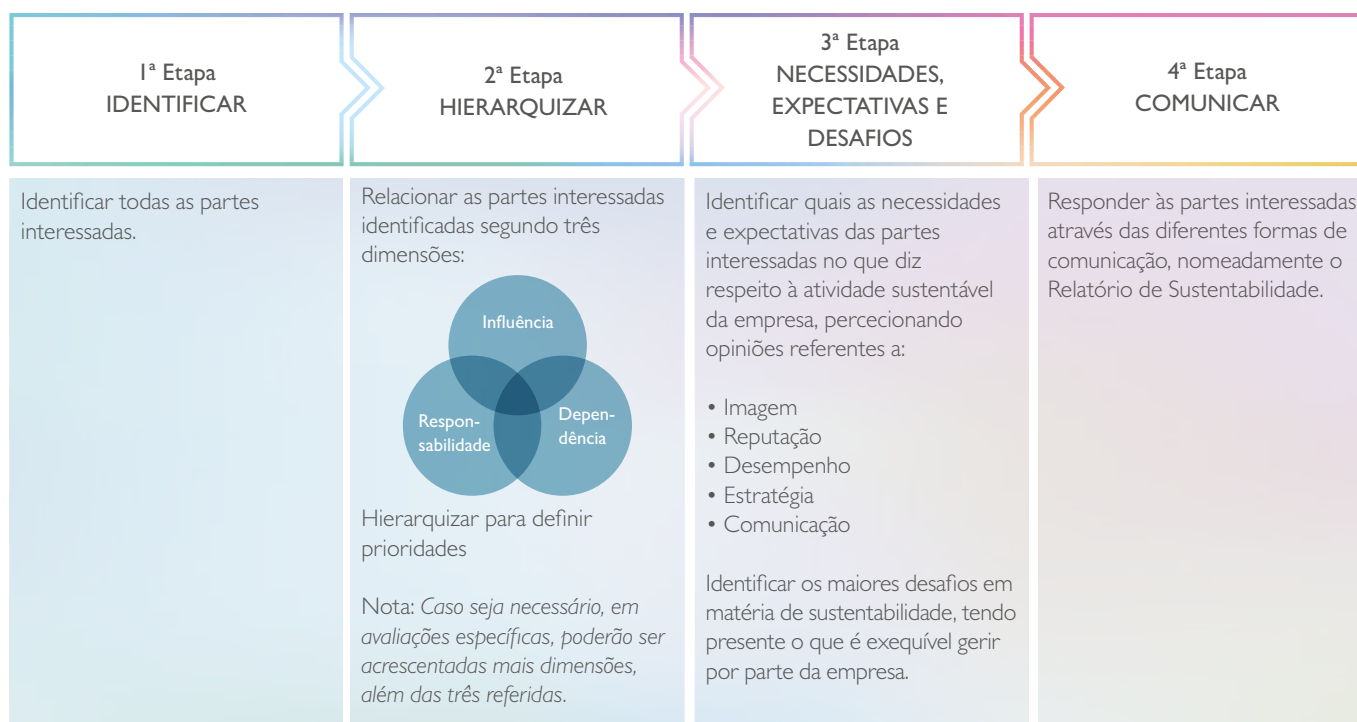 1ª Etapa
IDENTIFICAR
2ª Etapa
HIERARQUIZAR
3ª Etapa
NECESSIDADES,
EXPECTATIVAS E
DESAFIOS
4ª Etapa
COMUNICAR
Identificar todas as partes
interessadas.
Relacionar as partes interessadas
identificadas segundo três
dimensões:
Influência
Respon-
sabilidade
Depen-
dência
Hierarquizar para definir
prioridades
Nota: Caso seja necessário, em
avaliações específicas, poderão ser
acrescentadas mais dimensões,
além das três referidas.
Identificar quais as necessidades
e expectativas das partes
interessadas no que diz
respeito à atividade sustentável
da empresa, percecionando
opiniões referentes a:
• Imagem
• Reputação
• Desempenho
• Estratégia
• Comunicação
Identificar os maiores desafios em
matéria de sustentabilidade, tendo
presente o que é exequível gerir
por parte da empresa.
Responder às partes interessadas
através das diferentes formas de
comunicação, nomeadamente o
Relatório de Sustentabilidade.